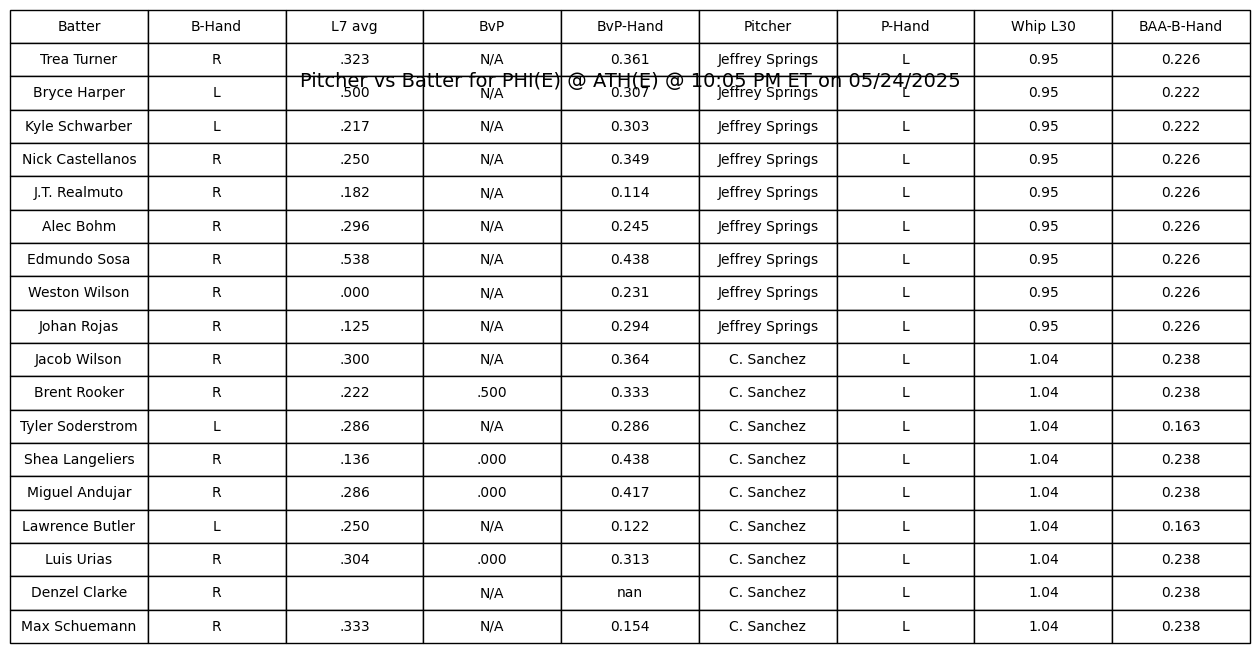 Batter B-Hand L7 avg BvP BvP-Hand Pitcher P-Hand Whip L30 BAA-B-Hand
Trea Turner R .323 N/A 0.361 Jeffrey Springs L 0.95 0.226
Pitcher vs Batter for PHI(E) @ ATH(E) @ 10:05 PM ET on 05/24/2025
Bryce Harper L .500 N/A 0.307 Jeffrey Springs L 0.95 0.222
Kyle Schwarber L .217 N/A 0.303 Jeffrey Springs L 0.95 0.222
Nick Castellanos R .250 N/A 0.349 Jeffrey Springs L 0.95 0.226
J.T. Realmuto R .182 N/A 0.114 Jeffrey Springs L 0.95 0.226
Alec Bohm R .296 N/A 0.245 Jeffrey Springs L 0.95 0.226
Edmundo Sosa R .538 N/A 0.438 Jeffrey Springs L 0.95 0.226
Weston Wilson R .000 N/A 0.231 Jeffrey Springs L 0.95 0.226
Johan Rojas R .125 N/A 0.294 Jeffrey Springs L 0.95 0.226
Jacob Wilson R .300 N/A 0.364 C. Sanchez L 1.04 0.238
Brent Rooker R .222 .500 0.333 C. Sanchez L 1.04 0.238
Tyler Soderstrom L .286 N/A 0.286 C. Sanchez L 1.04 0.163
Shea Langeliers R .136 .000 0.438 C. Sanchez L 1.04 0.238
Miguel Andujar R .286 .000 0.417 C. Sanchez L 1.04 0.238
Lawrence Butler L .250 N/A 0.122 C. Sanchez L 1.04 0.163
Luis Urias R .304 .000 0.313 C. Sanchez L 1.04 0.238
Denzel Clarke R N/A nan C. Sanchez L 1.04 0.238
Max Schuemann R .333 N/A 0.154 C. Sanchez L 1.04 0.238